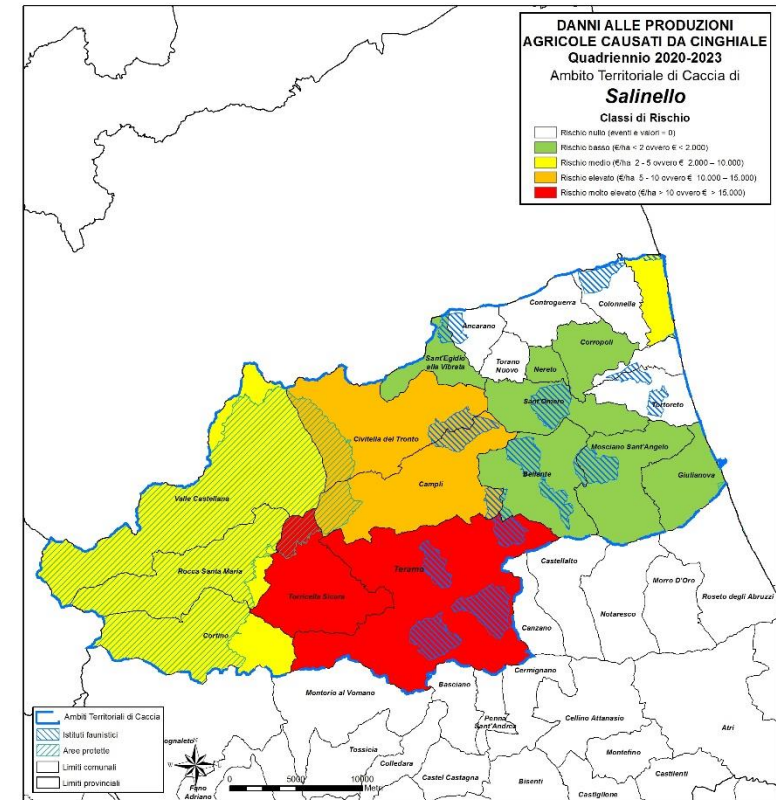 DANNI ALLE PRODUZIONI
AGRICOLE CAUSATI DA CINGHIALE
Quadriennio 2020-2023
Ambito Territoriale di Caccia di
Salinello
Classi di Rischio
Rischio nullo (eventi e valori = 0)
Rischio basso (€/ha < 2 ovvero € < 2.000)
Rischio medio (€/ha 2 - 5 ovvero € 2.000 – 10.000)
Rischio elevato (€/ha 5 - 10 ovvero € 10.000 – 15.000)
Rischio molto elevato (€/ha > 10 ovvero € > 15.000)
Controguerra
Colonnella
Ancarano
Corropoli
Sant'Egidio
alla Vibrata
Torano
Nuovo
Nereto
Sant'Omero
Tortoreto
Civitella del Tronto
Mosciano Sant'Angelo
Bellante
Giulianova
Campli
Valle Castellana
Rocca Santa Maria
Teramo
Castellalto
Torricella Sicura
Morro D'Oro
Roseto degli Abruzzi
Notaresco
Cortino
Canzano
Cermignano
Montorio al Vomano
Basciano
Penna
Sant'Andrea
Cellino Attanasio
Atri
Tossicia
Colledara
Montefino
Castel Castagna
Bisenti
Castilenti
Castiglione
ognaleto
Fano
Adriano
Ambiti Territoriali di Caccia
Istituti faunistici
Aree protette
Limiti comunali
Limiti provinciali
0 5000 10000
Metri